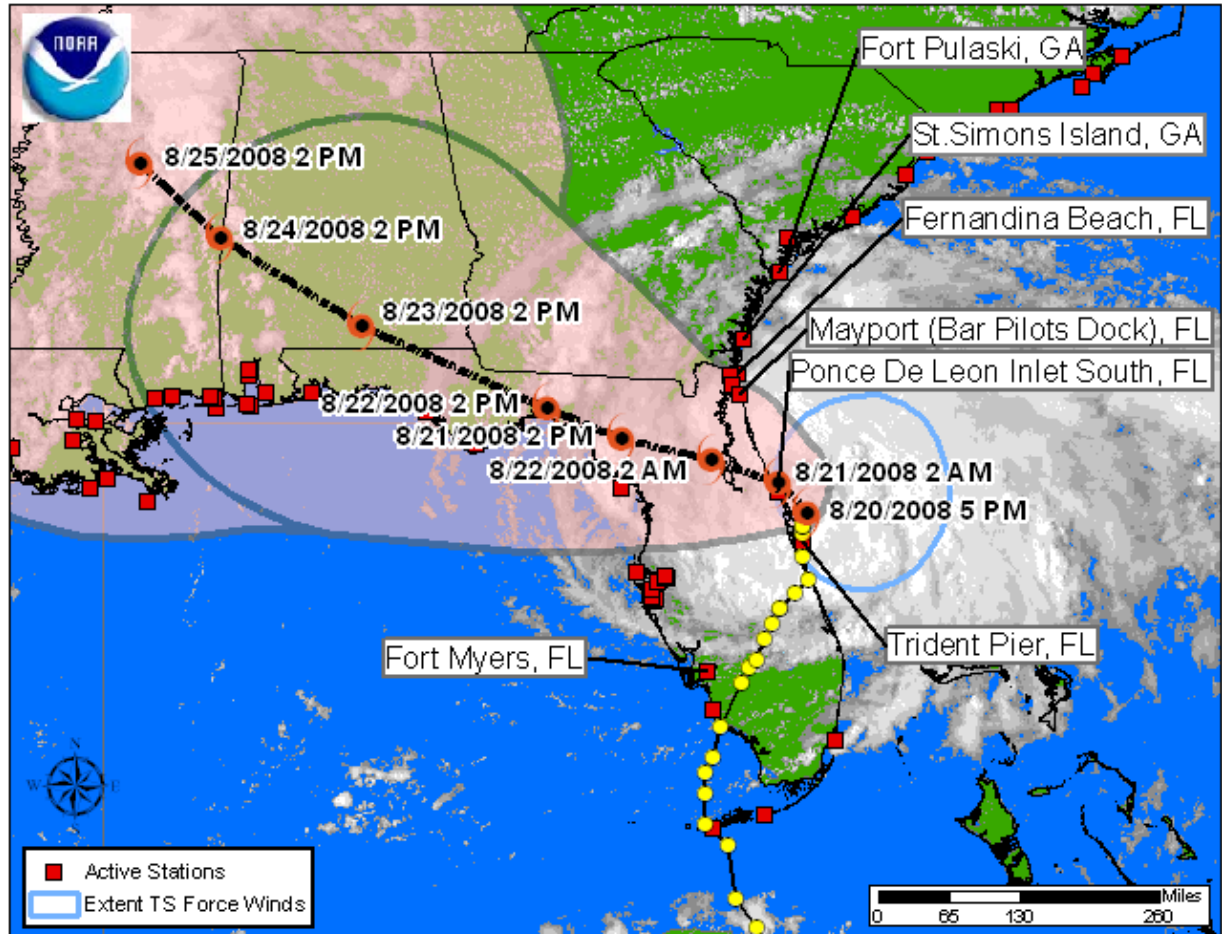 NOAA
Fort Pulaski, GA
St.Simons Island, GA
8/25/2008 2 PM
Fernandina Beach, FL
8/24/2008 2 PM
8/23/2008 2 PM
Mayport (Bar Pilots Dock), FL
Ponce De Leon Inlet South, FL
8/22/2008 2 PM
8/21/2008 2 PM
8/22/2008 2 AM
8/21/2008 2 AM
8/20/2008 5 PM
Trident Pier, FL
Fort Myers, FL
N
W E
S
Active Stations
Extent TS Force Winds
Miles
0 65 130 260